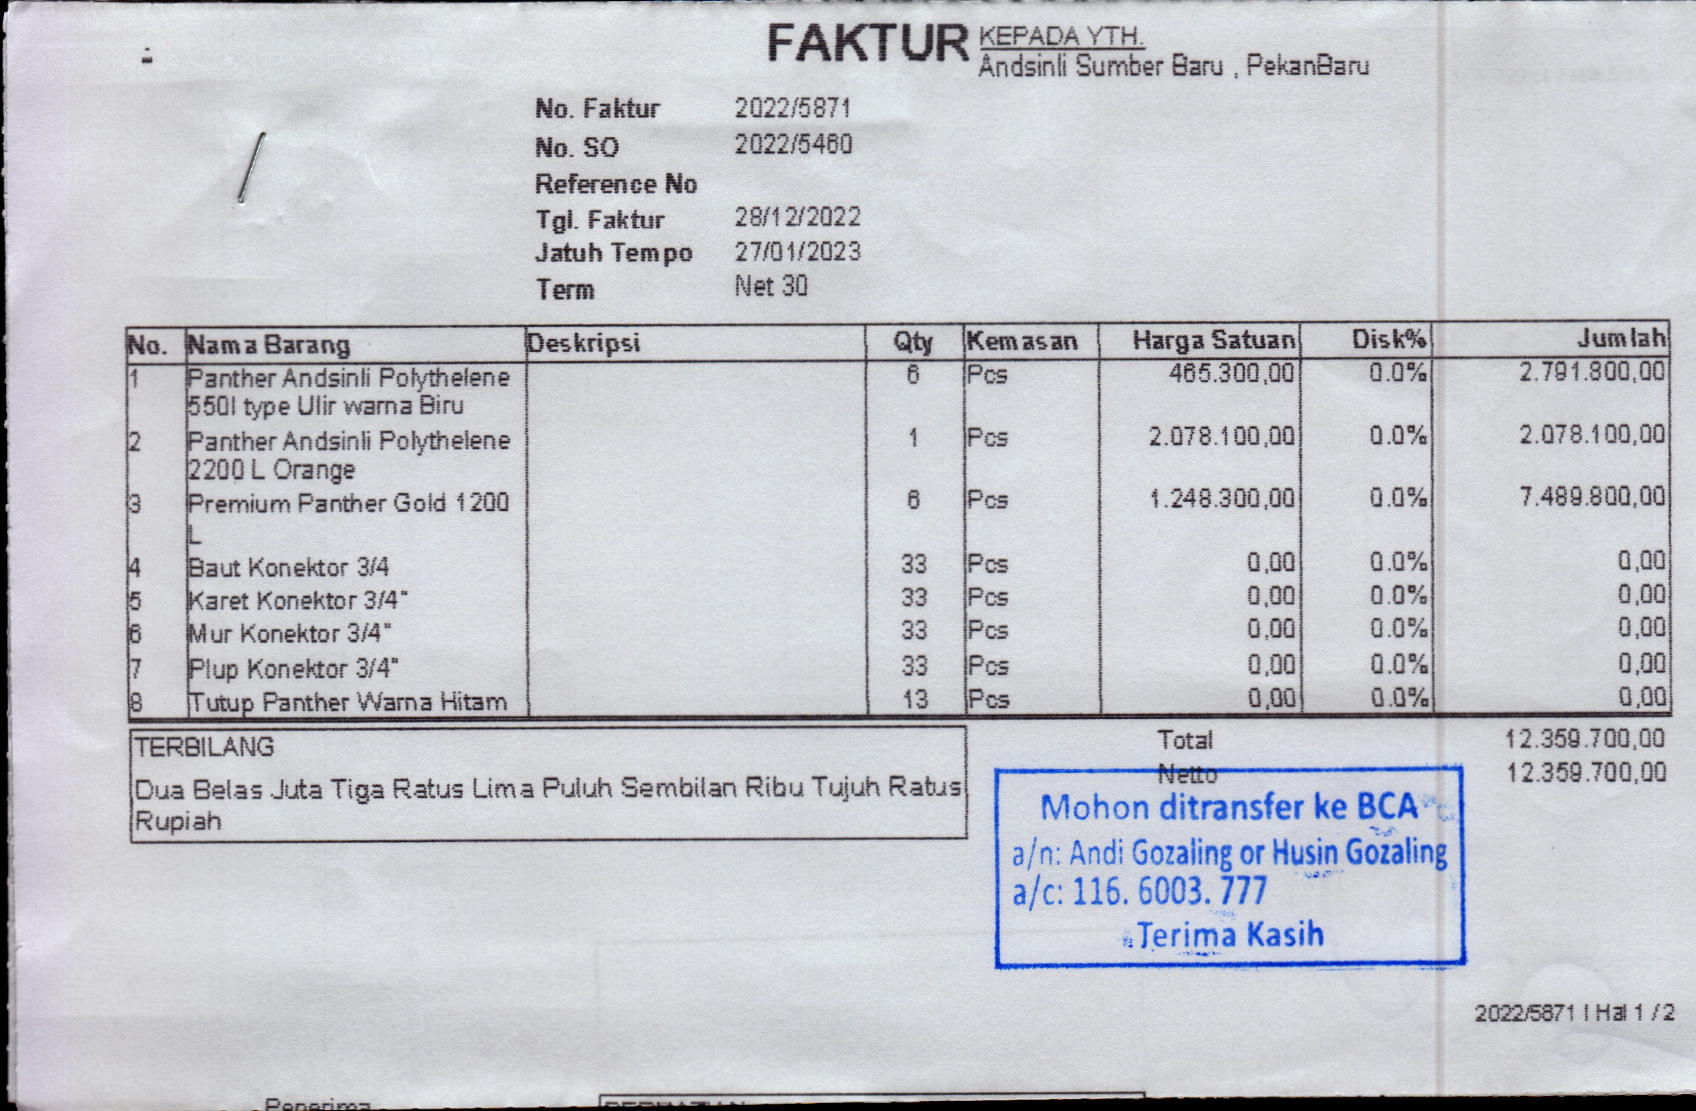 FAKTUR
KEPADA YTH.
Andsinli Sumber Baru , PekanBaru
No. Faktur 2022/5871
No. SO 2022/5460
Reference No
Tgl. Faktur 28/12/2022
Jatuh Tempo 27/01/2023
Term Net 30
No. Nama Barang Deskripsi Qty Kemasan Harga Satuan Disk% Jumlah
1 Panther Andsinli Polythelene 6 Pcs 465.300,00 0.0% 2.791.800,00
550l type Ulir warna Biru
2 Panther Andsinli Polythelene 1 Pcs 2.078.100,00 0.0% 2.078.100,00
2200 L Orange
3 Premium Panther Gold 1200 6 Pcs 1.248.300,00 0.0% 7.489.800,00
L
4 Baut Konektor 3/4 33 Pcs 0,00 0.0% 0,00
5 Karet Konektor 3/4" 33 Pcs 0,00 0.0% 0,00
6 Mur Konektor 3/4" 33 Pcs 0,00 0.0% 0,00
7 Plup Konektor 3/4" 33 Pcs 0,00 0.0% 0,00
8 Tutup Panther Warna Hitam 13 Pcs 0,00 0.0% 0,00
TERBILANG
Dua Belas Juta Tiga Ratus Lima Puluh Sembilan Ribu Tujuh Ratus
Rupiah
Total 12.359.700,00
Netto 12.359.700,00
Mohon ditransfer ke BCA
a/n: Andi Gozaling or Husin Gozaling
a/c: 116. 6003. 777
Terima Kasih
2022/5871 | Hal 1 / 2
Penerima